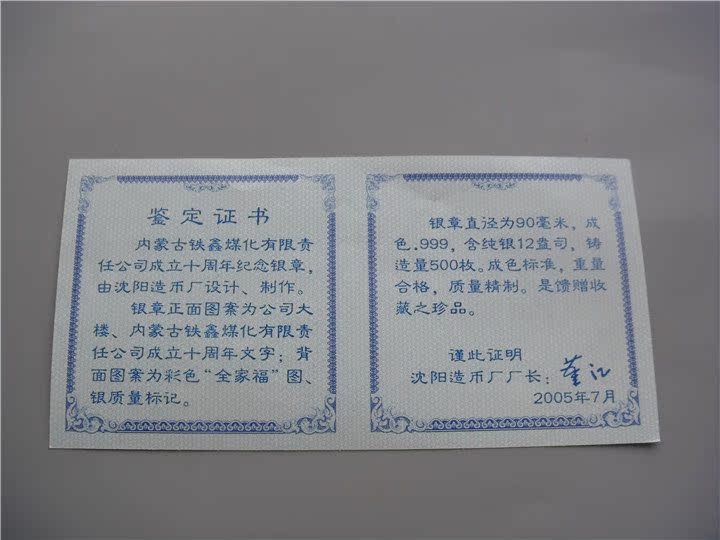 鉴定证书
内蒙古铁鑫煤化有限责
任公司成立十周年纪念银章，
由沈阳造币厂设计、制作。
银章正面图案为公司大
楼、内蒙古铁鑫煤化有限责
任公司成立十周年文字；背
面图案为彩色“全家福”图、
银质量标记。
银章直径为90毫米，成
色.999，含纯银12盎司，铸
造量500枚。成色标准，重量
合格，质量精制。是馈赠收
藏之珍品。
谨此证明
沈阳造币厂厂长：
2005年7月